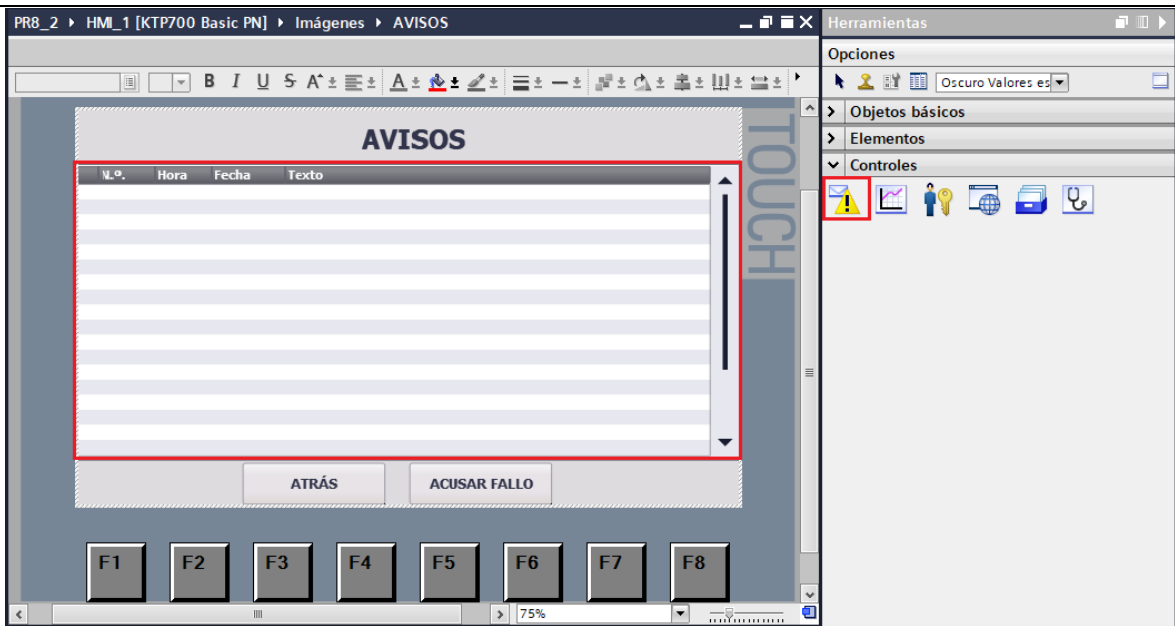 PR8_2 ▸ HMI_1 [KTP700 Basic PN] ▸ Imágenes ▸ AVISOS
Herramientas
Opciones
B I U S A A
Oscuro Valores es
Objetos básicos
Elementos
Controles
AVISOS
N.º. Hora Fecha Texto
TOUCH
ATRÁS ACUSAR FALLO
F1 F2 F3 F4 F5 F6 F7 F8
75%